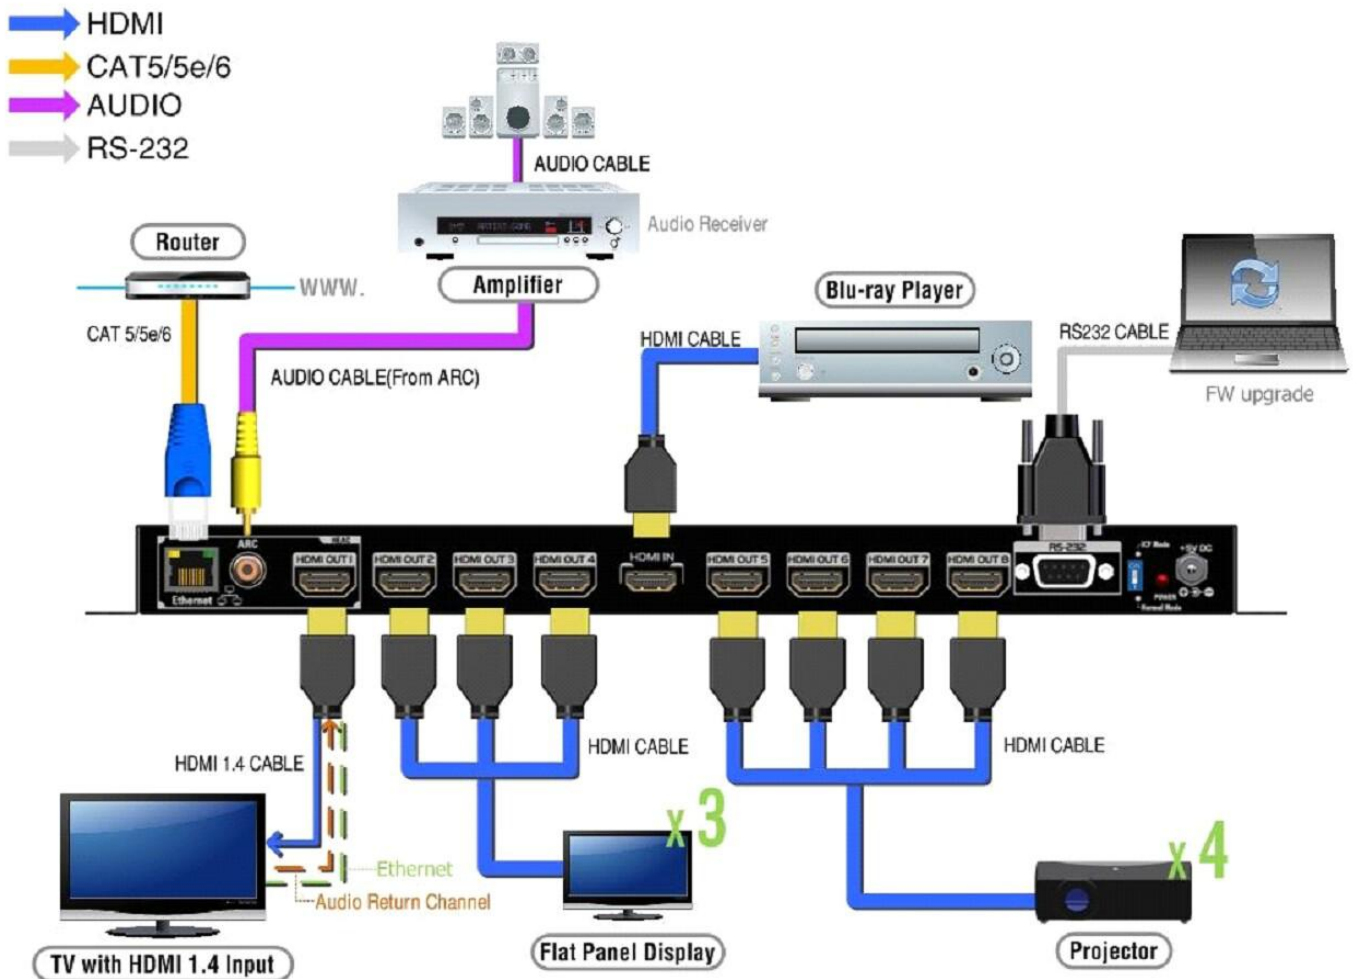 HDMI
CAT5/5e/6
AUDIO
RS-232
AUDIO CABLE
Audio Receiver
Router
WWW.
Amplifier
Blu-ray Player
CAT 5/5e/6
HDMI CABLE
RS232 CABLE
AUDIO CABLE(From ARC)
FW upgrade
ARC
HEAC
HDMI OUT 1
HDMI OUT 2
HDMI OUT 3
HDMI OUT 4
HDMI IN
HDMI OUT 5
HDMI OUT 6
HDMI OUT 7
HDMI OUT 8
RS-232
+5V DC
Ethernet
POWER
Normal Mode
HDMI 1.4 CABLE
HDMI CABLE
HDMI CABLE
x 3
x 4
Ethernet
Audio Return Channel
TV with HDMI 1.4 Input
Flat Panel Display
Projector